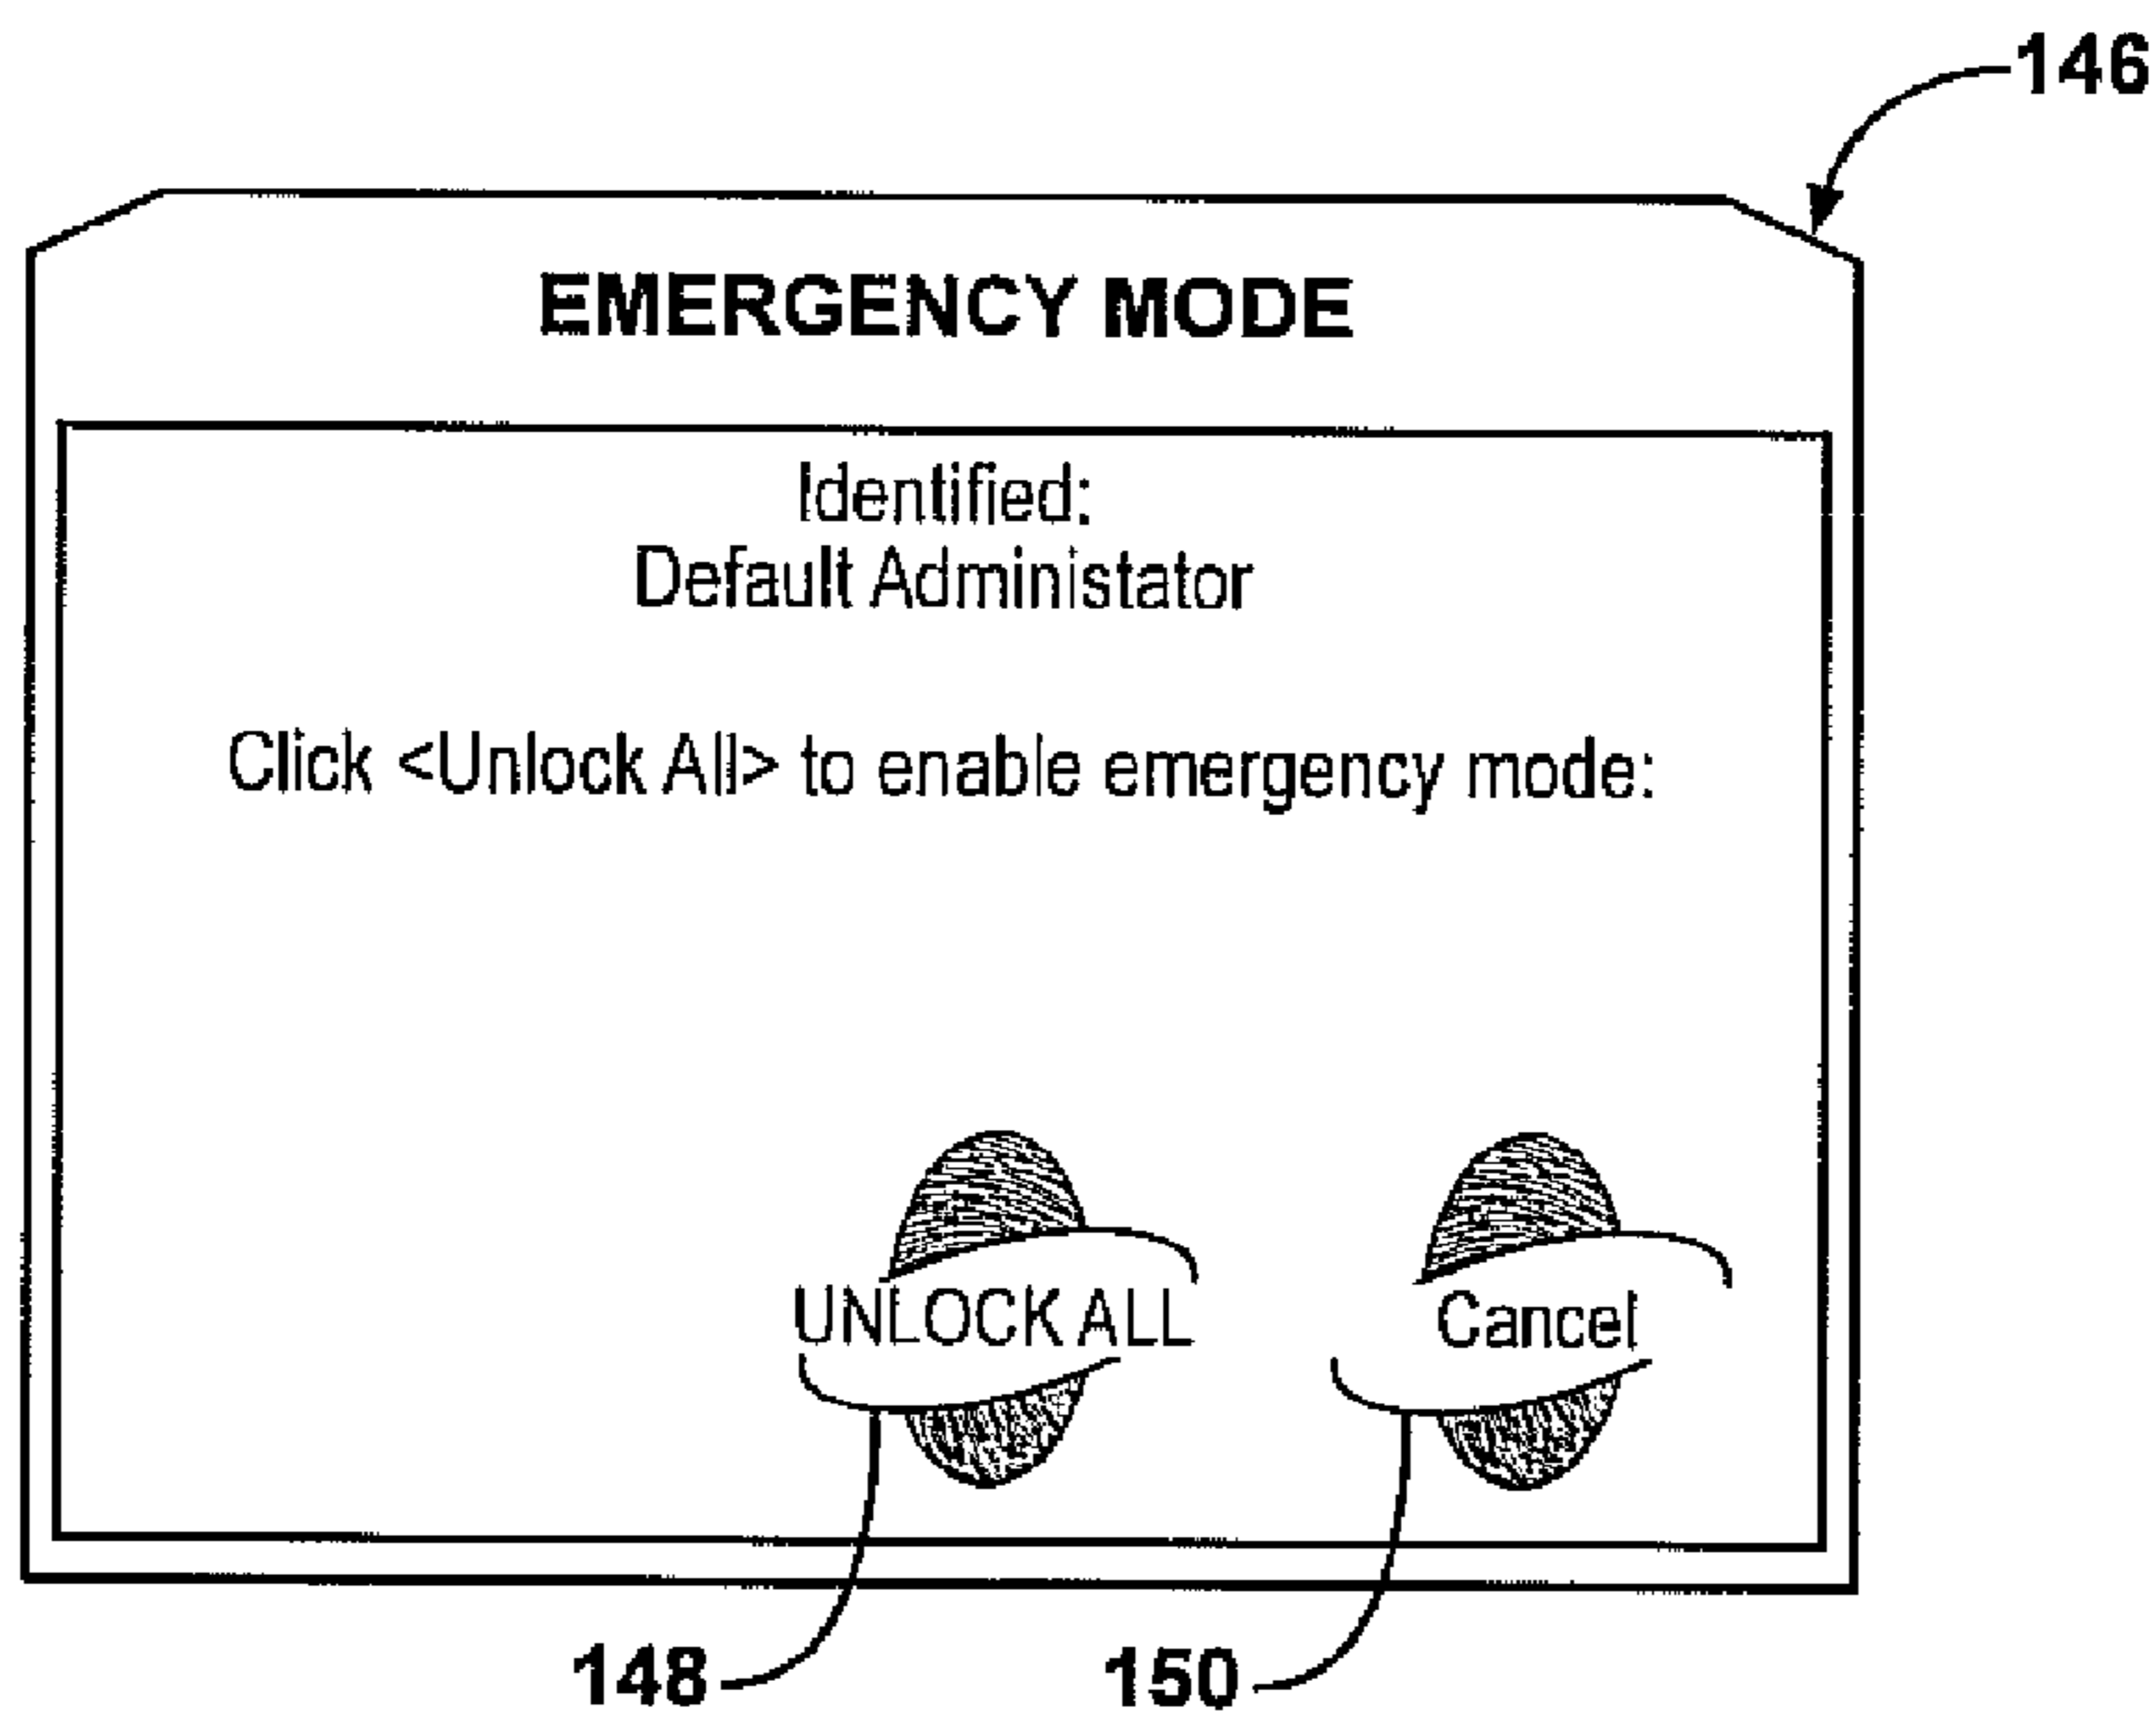 146
EMERGENCY MODE
Identified:
Default Administator
Click <Unlock All> to enable emergency mode:
UNLOCK ALL Cancel
148 150